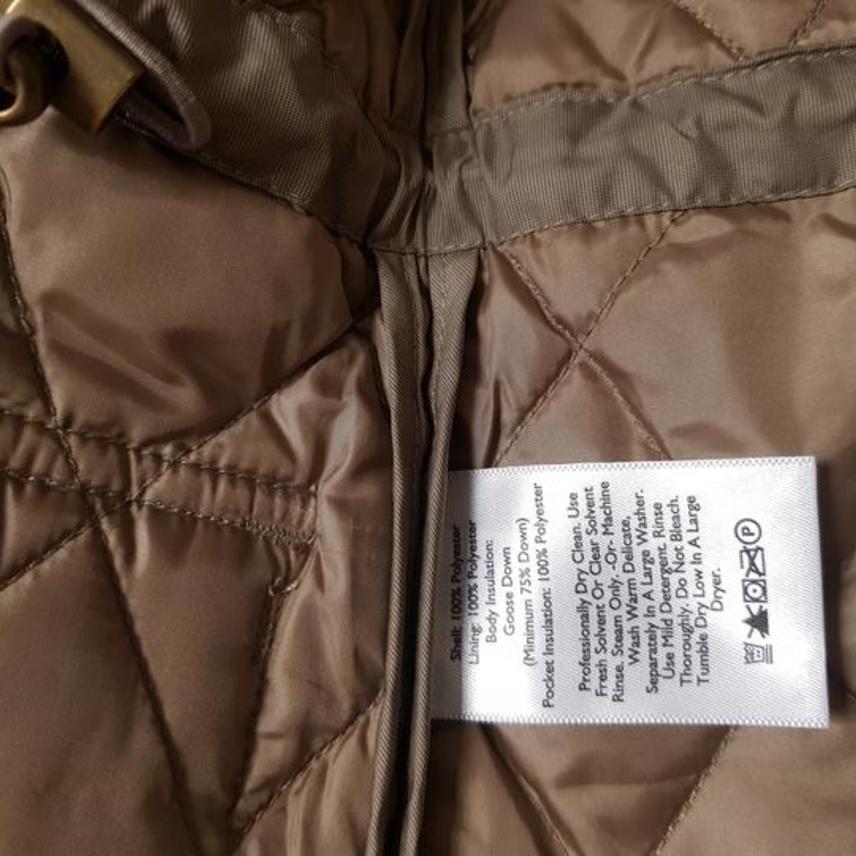 Shell: 100% Polyester
Lining: 100% Polyester
Body Insulation:
Goose Down
(Minimum 75% Down)
Pocket Insulation: 100% Polyester
Professionally Dry Clean. Use
Fresh Solvent Or Clear Solvent
Rinse. Steam Only. -Or- Machine
Wash Warm Delicate,
Separately In A Large Washer.
Use Mild Detergent. Rinse
Thoroughly. Do Not Bleach.
Tumble Dry Low In A Large
Dryer.
P